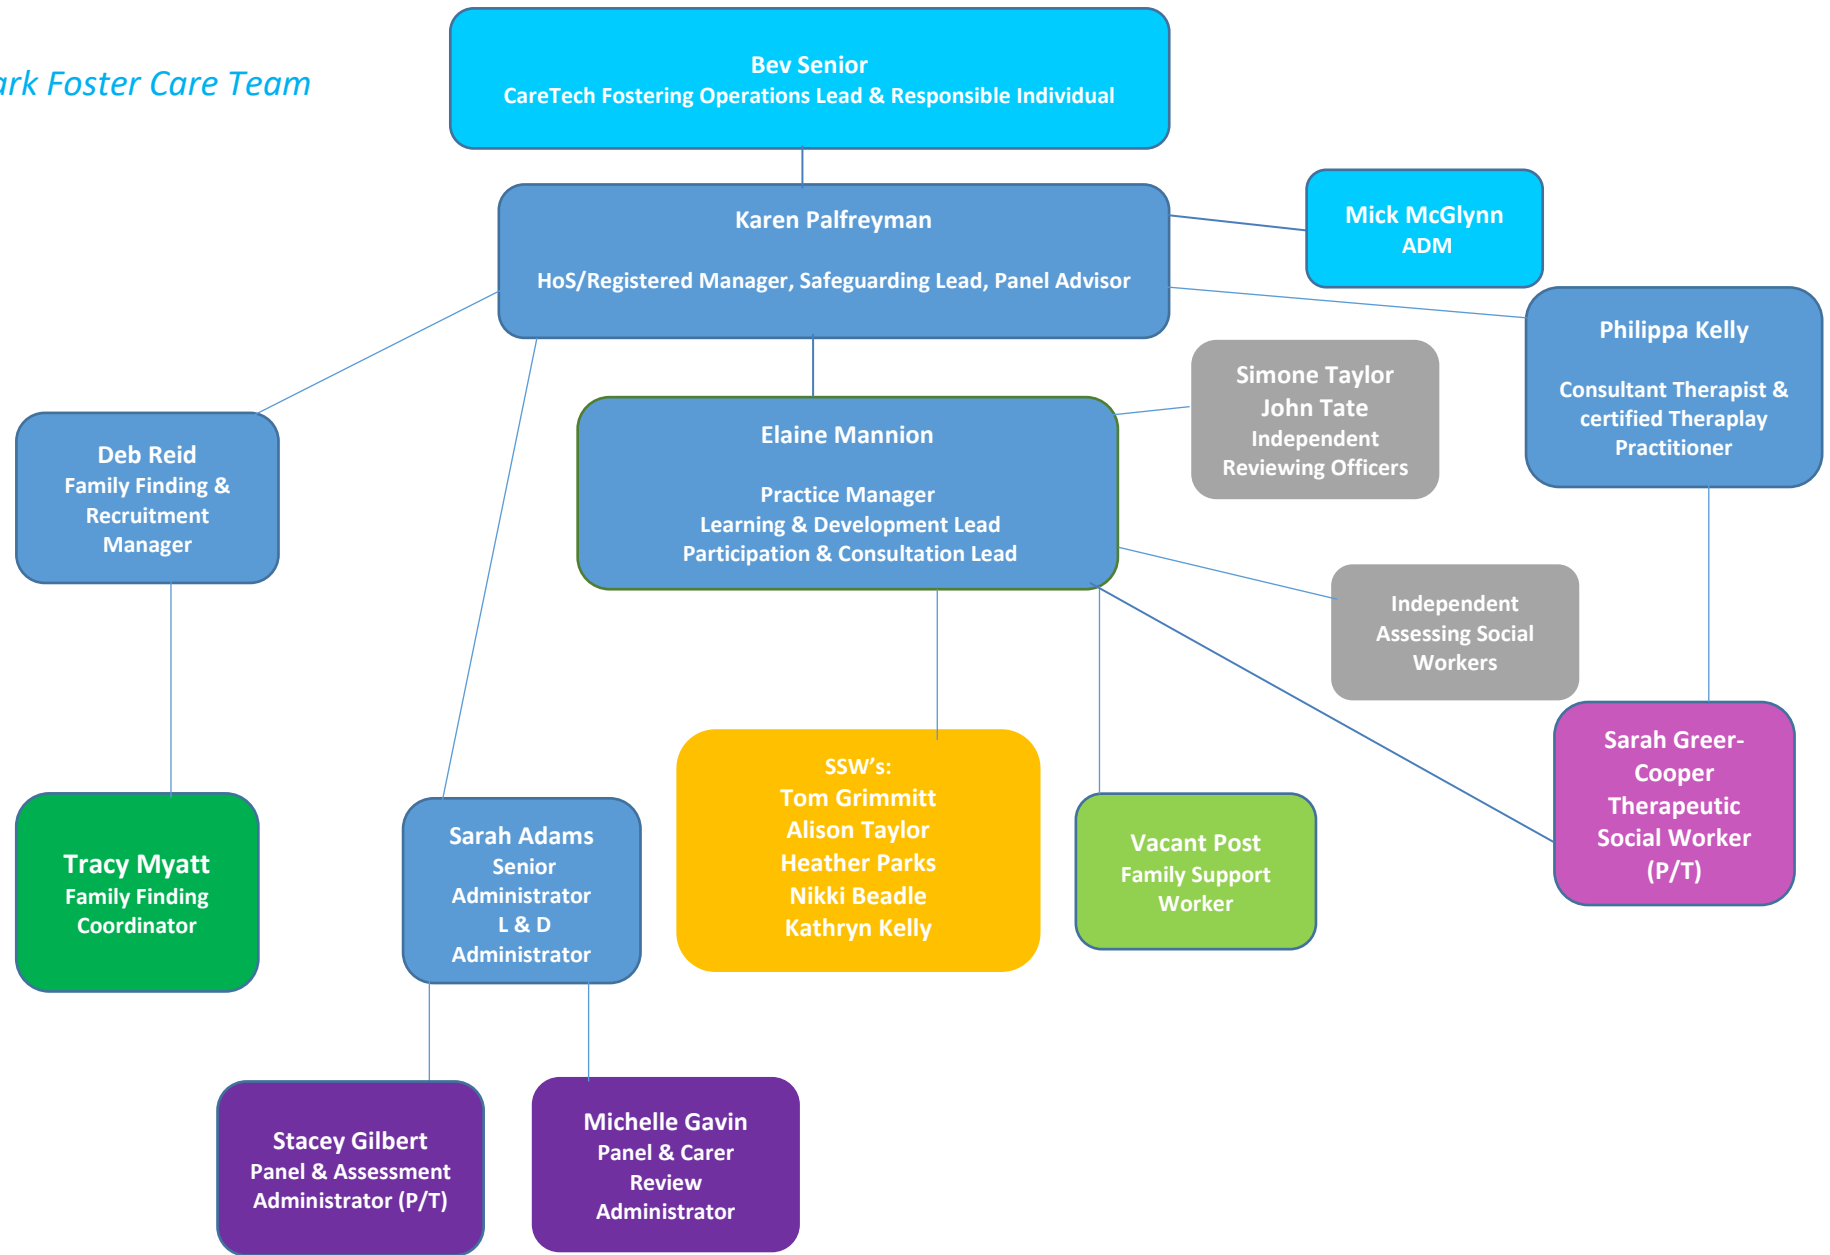 Foster Care Team
Bev Senior
CareTech Fostering Operations Lead & Responsible Individual
Karen Palfreyman
HoS/Registered Manager, Safeguarding Lead, Panel Advisor
Mick McGlynn
ADM
Philippa Kelly
Consultant Therapist &
certified Theraplay
Practitioner
Simone Taylor
John Tate
Independent
Reviewing Officers
Deb Reid
Family Finding &
Recruitment
Manager
Elaine Mannion
Practice Manager
Learning & Development Lead
Participation & Consultation Lead
Independent
Assessing Social
Workers
Sarah Greer-
Cooper
Therapeutic
Social Worker
(P/T)
Tracy Myatt
Family Finding
Coordinator
Sarah Adams
Senior
Administrator
L & D
Administrator
SSW's:
Tom Grimmitt
Alison Taylor
Heather Parks
Nikki Beadle
Kathryn Kelly
Vacant Post
Family Support
Worker
Stacey Gilbert
Panel & Assessment
Administrator (P/T)
Michelle Gavin
Panel & Carer
Review
Administrator